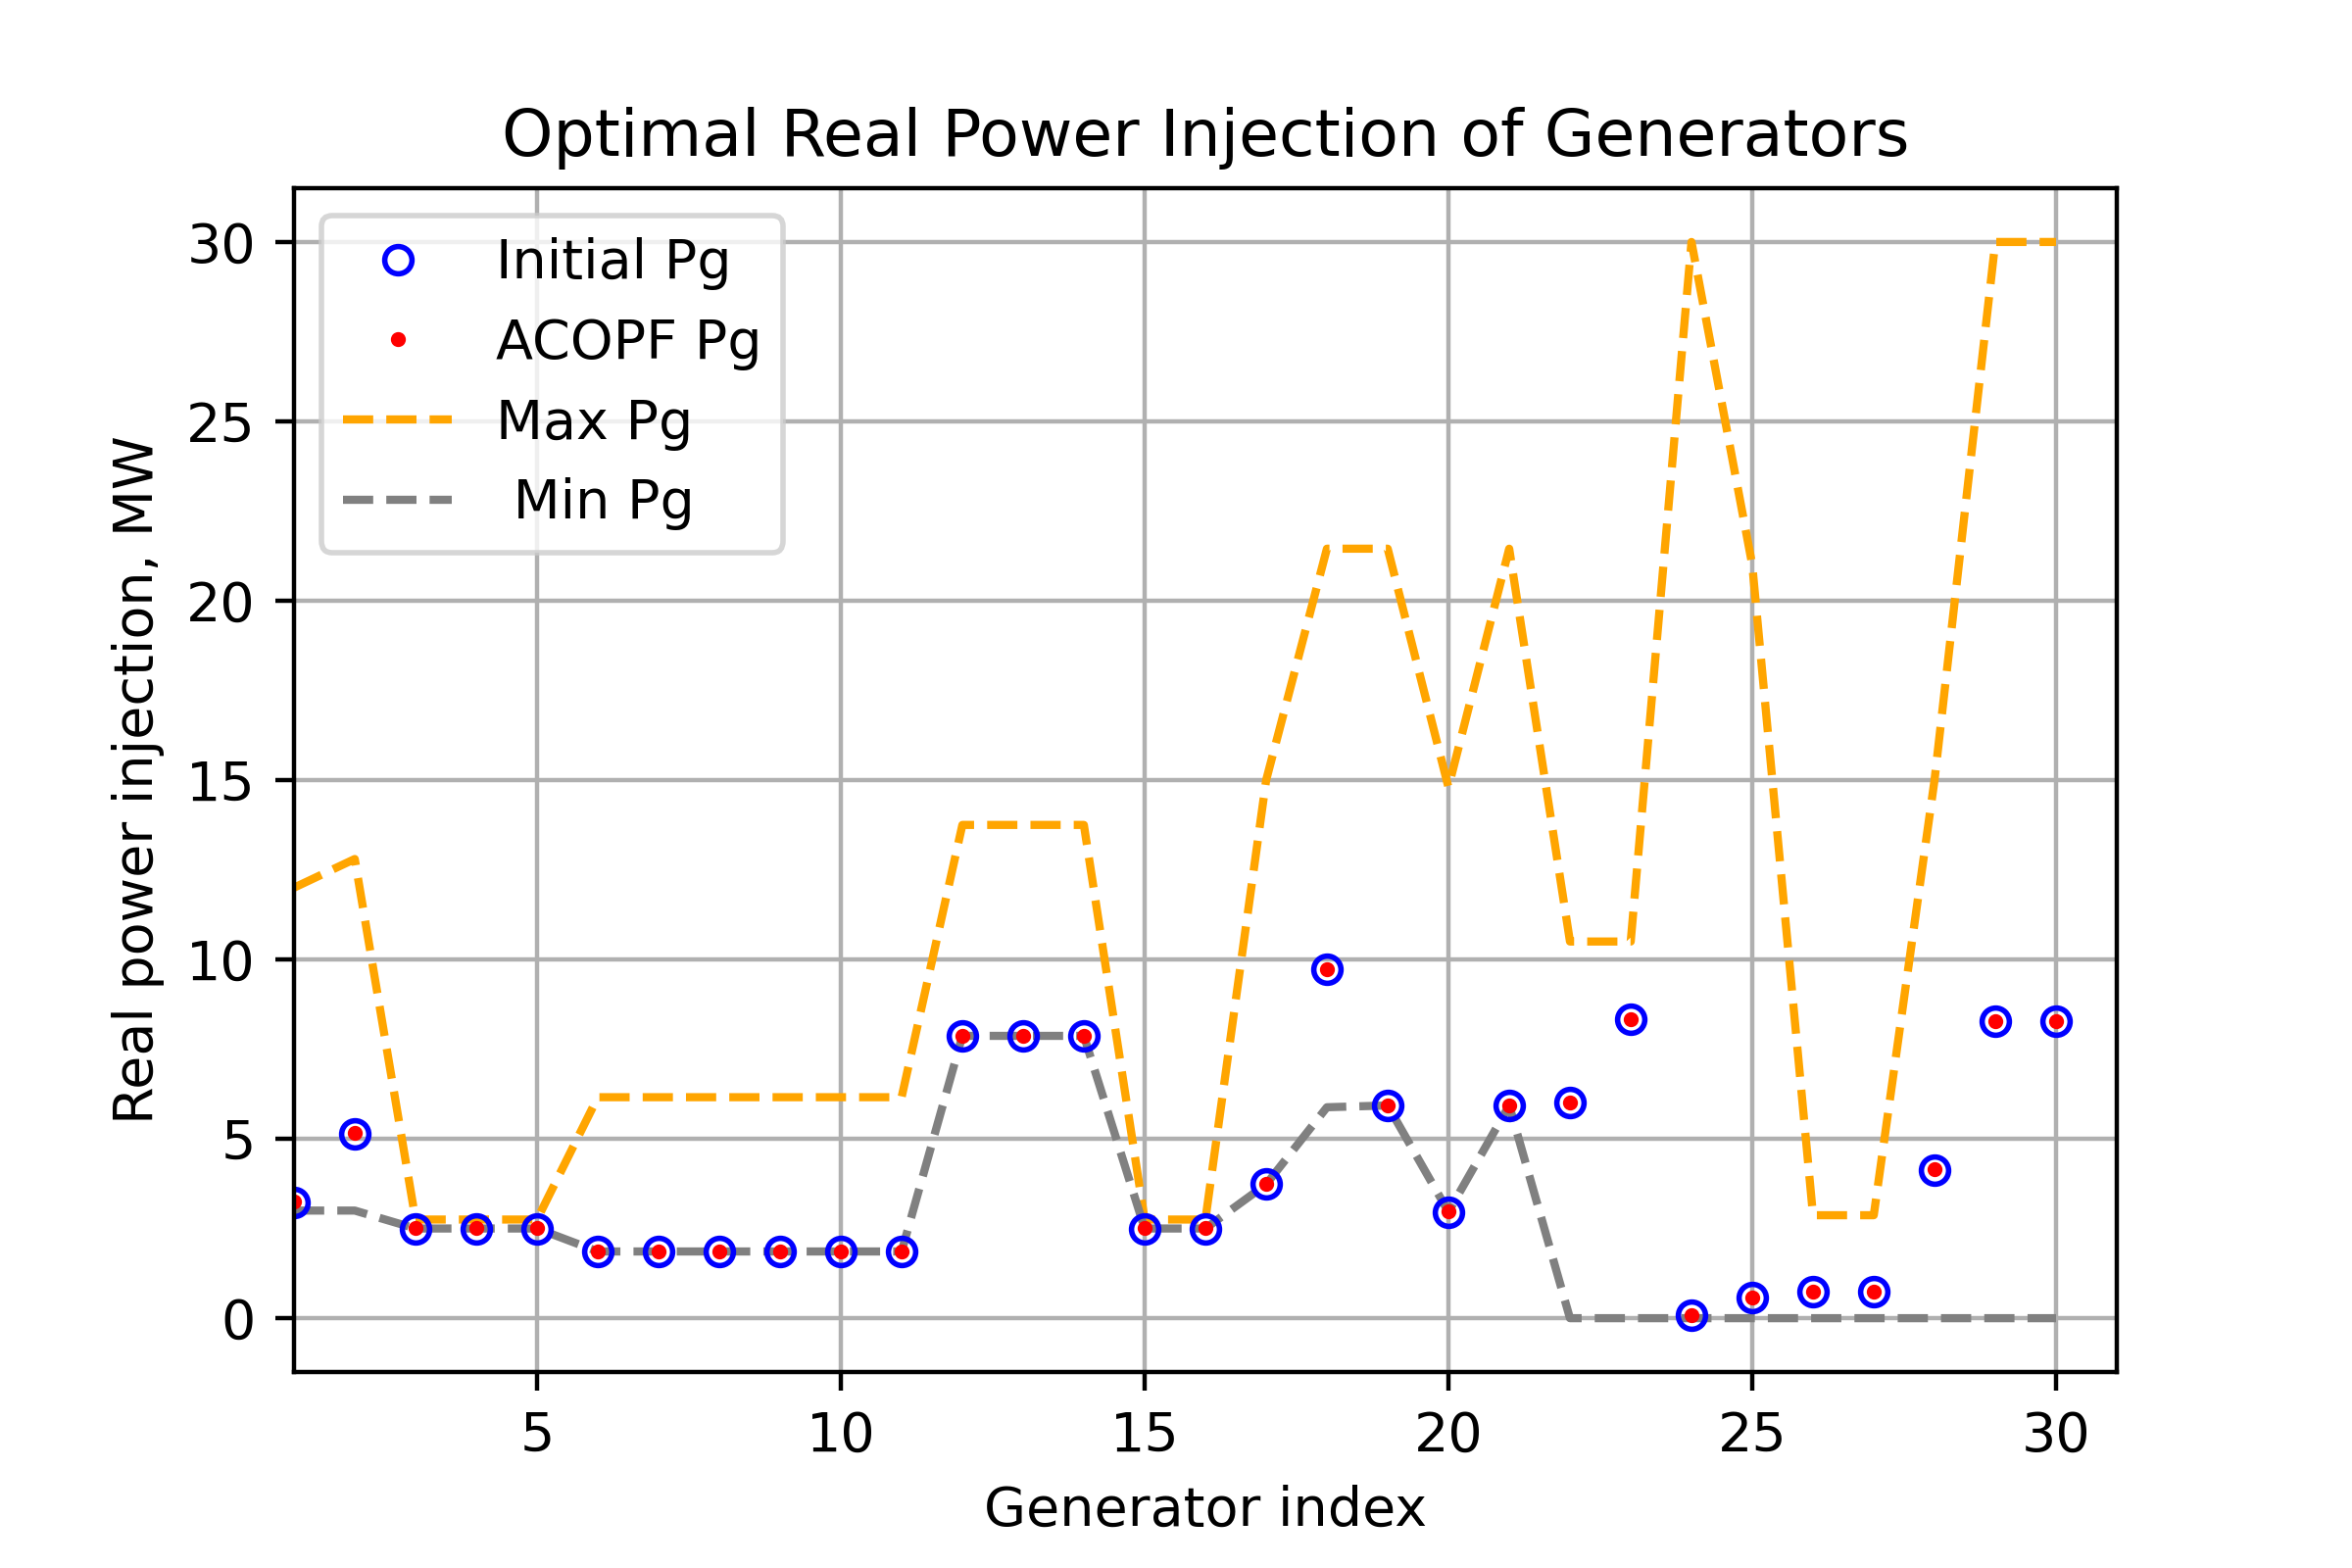 Optimal Real Power Injection of Generators
Real power injection, MW
30
25
20
15
10
5
0
Initial Pg
ACOPF Pg
Max Pg
Min Pg
5 10 15 20 25 30
Generator index